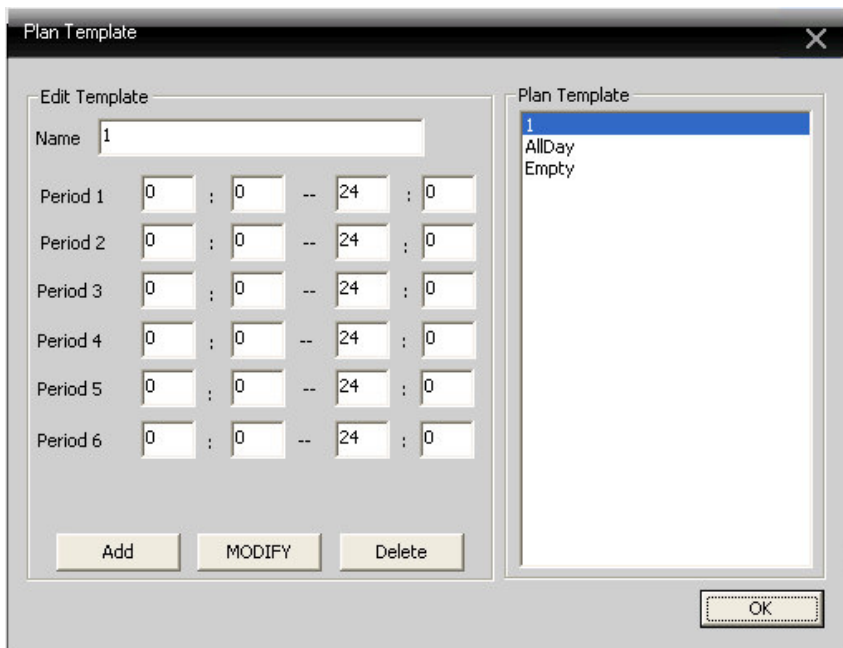 Plan Template
Edit Template
Name 1
Period 1 0 : 0 -- 24 : 0
Period 2 0 : 0 -- 24 : 0
Period 3 0 : 0 -- 24 : 0
Period 4 0 : 0 -- 24 : 0
Period 5 0 : 0 -- 24 : 0
Period 6 0 : 0 -- 24 : 0
Add MODIFY Delete
Plan Template
1
AllDay
Empty
OK